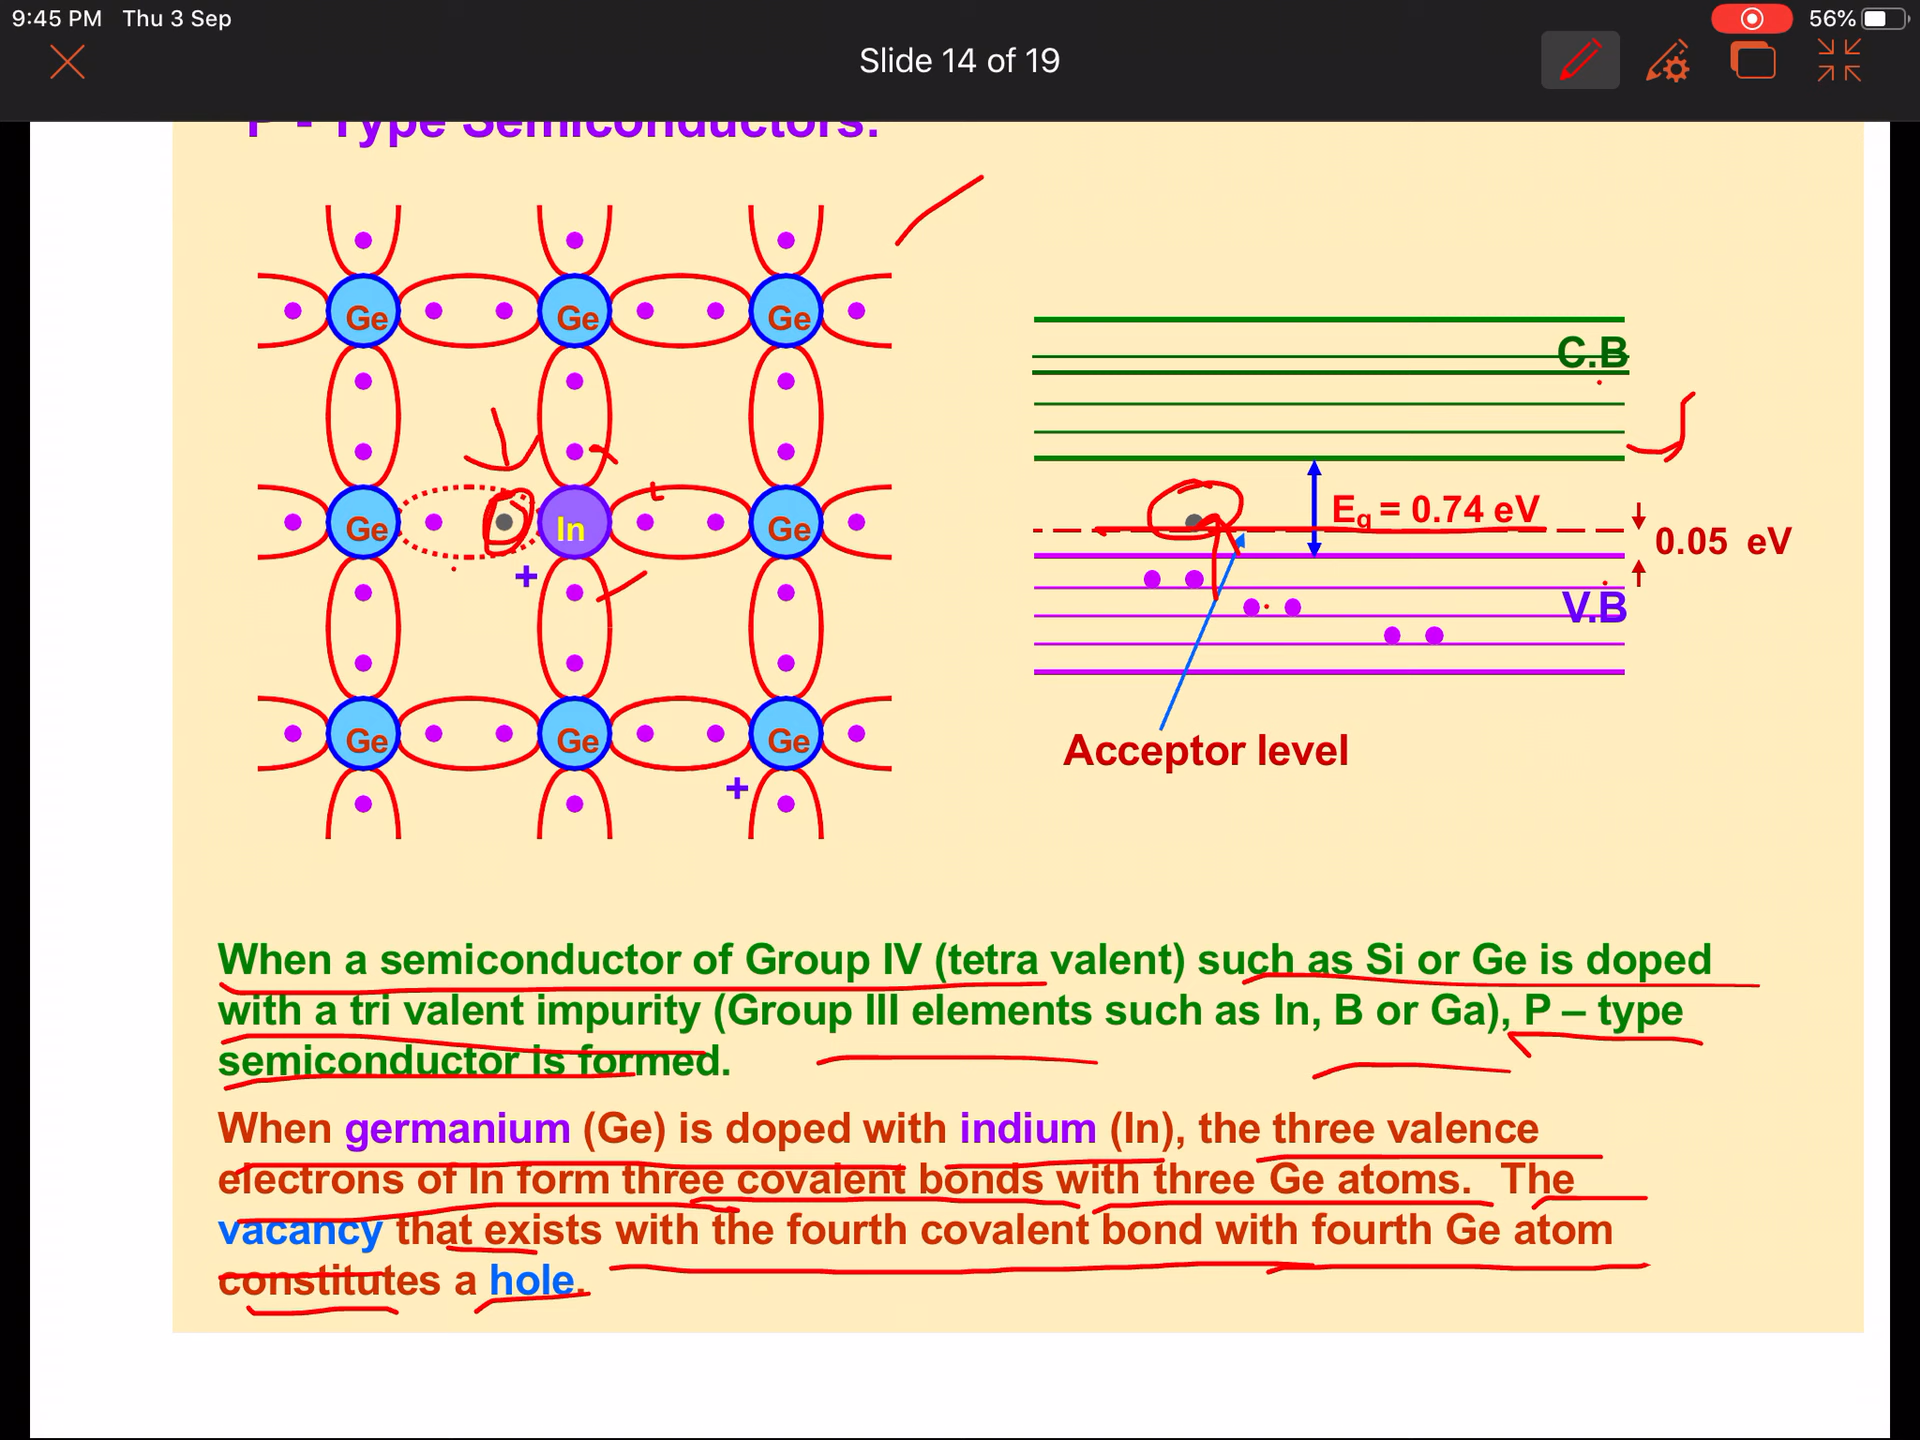 9:45 PM Thu 3 Sep
56%
Slide 14 of 19
P - Type Semiconductors:
Ge Ge Ge
Ge In Ge
+
Ge Ge Ge
+
C.B
Eg = 0.74 eV
0.05 eV
V.B
Acceptor level
When a semiconductor of Group IV (tetra valent) such as Si or Ge is doped
with a tri valent impurity (Group III elements such as In, B or Ga), P – type
semiconductor is formed.
When germanium (Ge) is doped with indium (In), the three valence
electrons of In form three covalent bonds with three Ge atoms. The
vacancy that exists with the fourth covalent bond with fourth Ge atom
constitutes a hole.